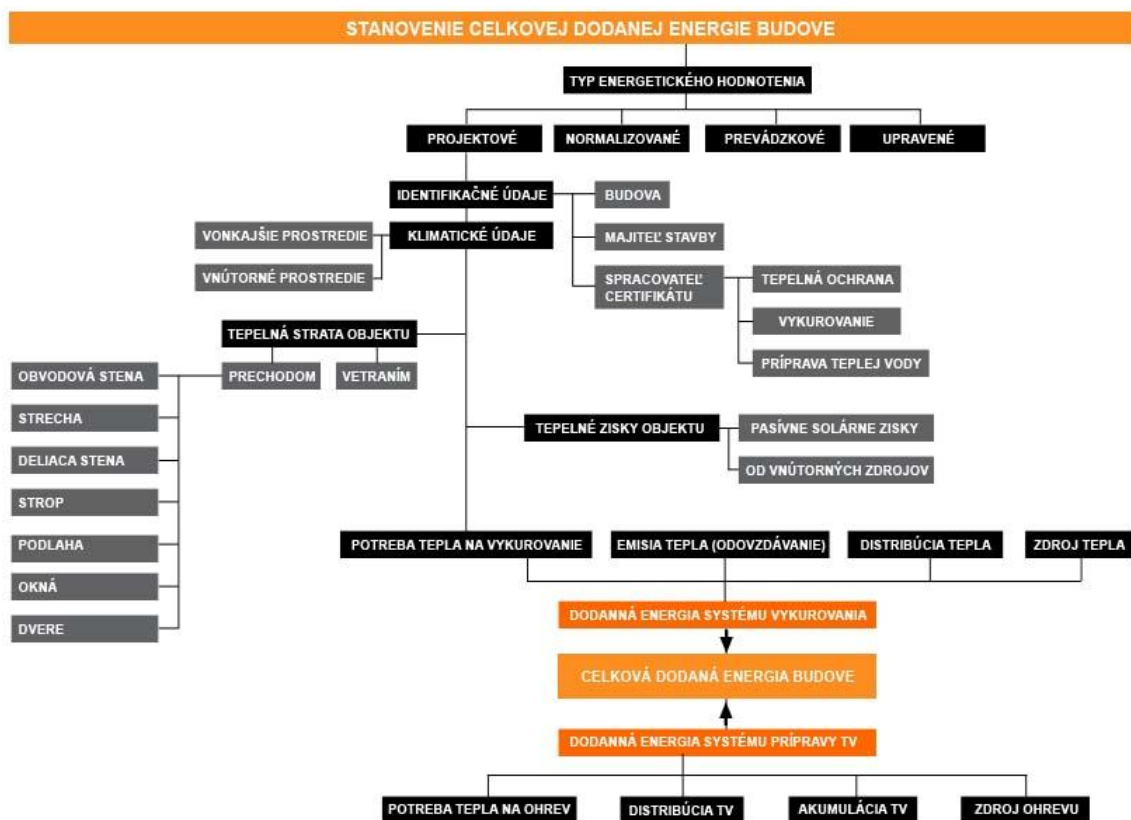 STANOVENIE CELKOVEJ DODANEJ ENERGIE BUDOVE
TYP ENERGETICKÉHO HODNOTENIA
PROJEKTOVÉ
NORMALIZOVANÉ
PREVÁDZKOVÉ
UPRAVENÉ
IDENTIFIKAČNÉ ÚDAJE
BUDOVA
VONKAJŠIE PROSTREDIE
KLIMATICKÉ ÚDAJE
MAJITEĽ STAVBY
VNÚTORNÉ PROSTREDIE
SPRACOVATEĽ
CERTIFIKÁTU
TEPELNÁ OCHRANA
VYKUROVANIE
PRÍPRAVA TEPLEJ VODY
TEPELNÁ STRATA OBJEKTU
PRECHODOM
VETRANÍM
OBVODOVÁ STENA
STRECHA
DELIACA STENA
STROP
PODLAHA
OKNÁ
DVERE
TEPELNÉ ZISKY OBJEKTU
PASÍVNE SOLÁRNE ZISKY
OD VNÚTORNÝCH ZDROJOV
POTREBA TEPLA NA VYKUROVANIE
EMISIA TEPLA (ODOVZDÁVANIE)
DISTRIBÚCIA TEPLA
ZDROJ TEPLA
DODANNÁ ENERGIA SYSTÉMU VYKUROVANIA
CELKOVÁ DODANÁ ENERGIA BUDOVE
DODANNÁ ENERGIA SYSTÉMU PRÍPRAVY TV
POTREBA TEPLA NA OHREV
DISTRIBÚCIA TV
AKUMULÁCIA TV
ZDROJ OHREVU